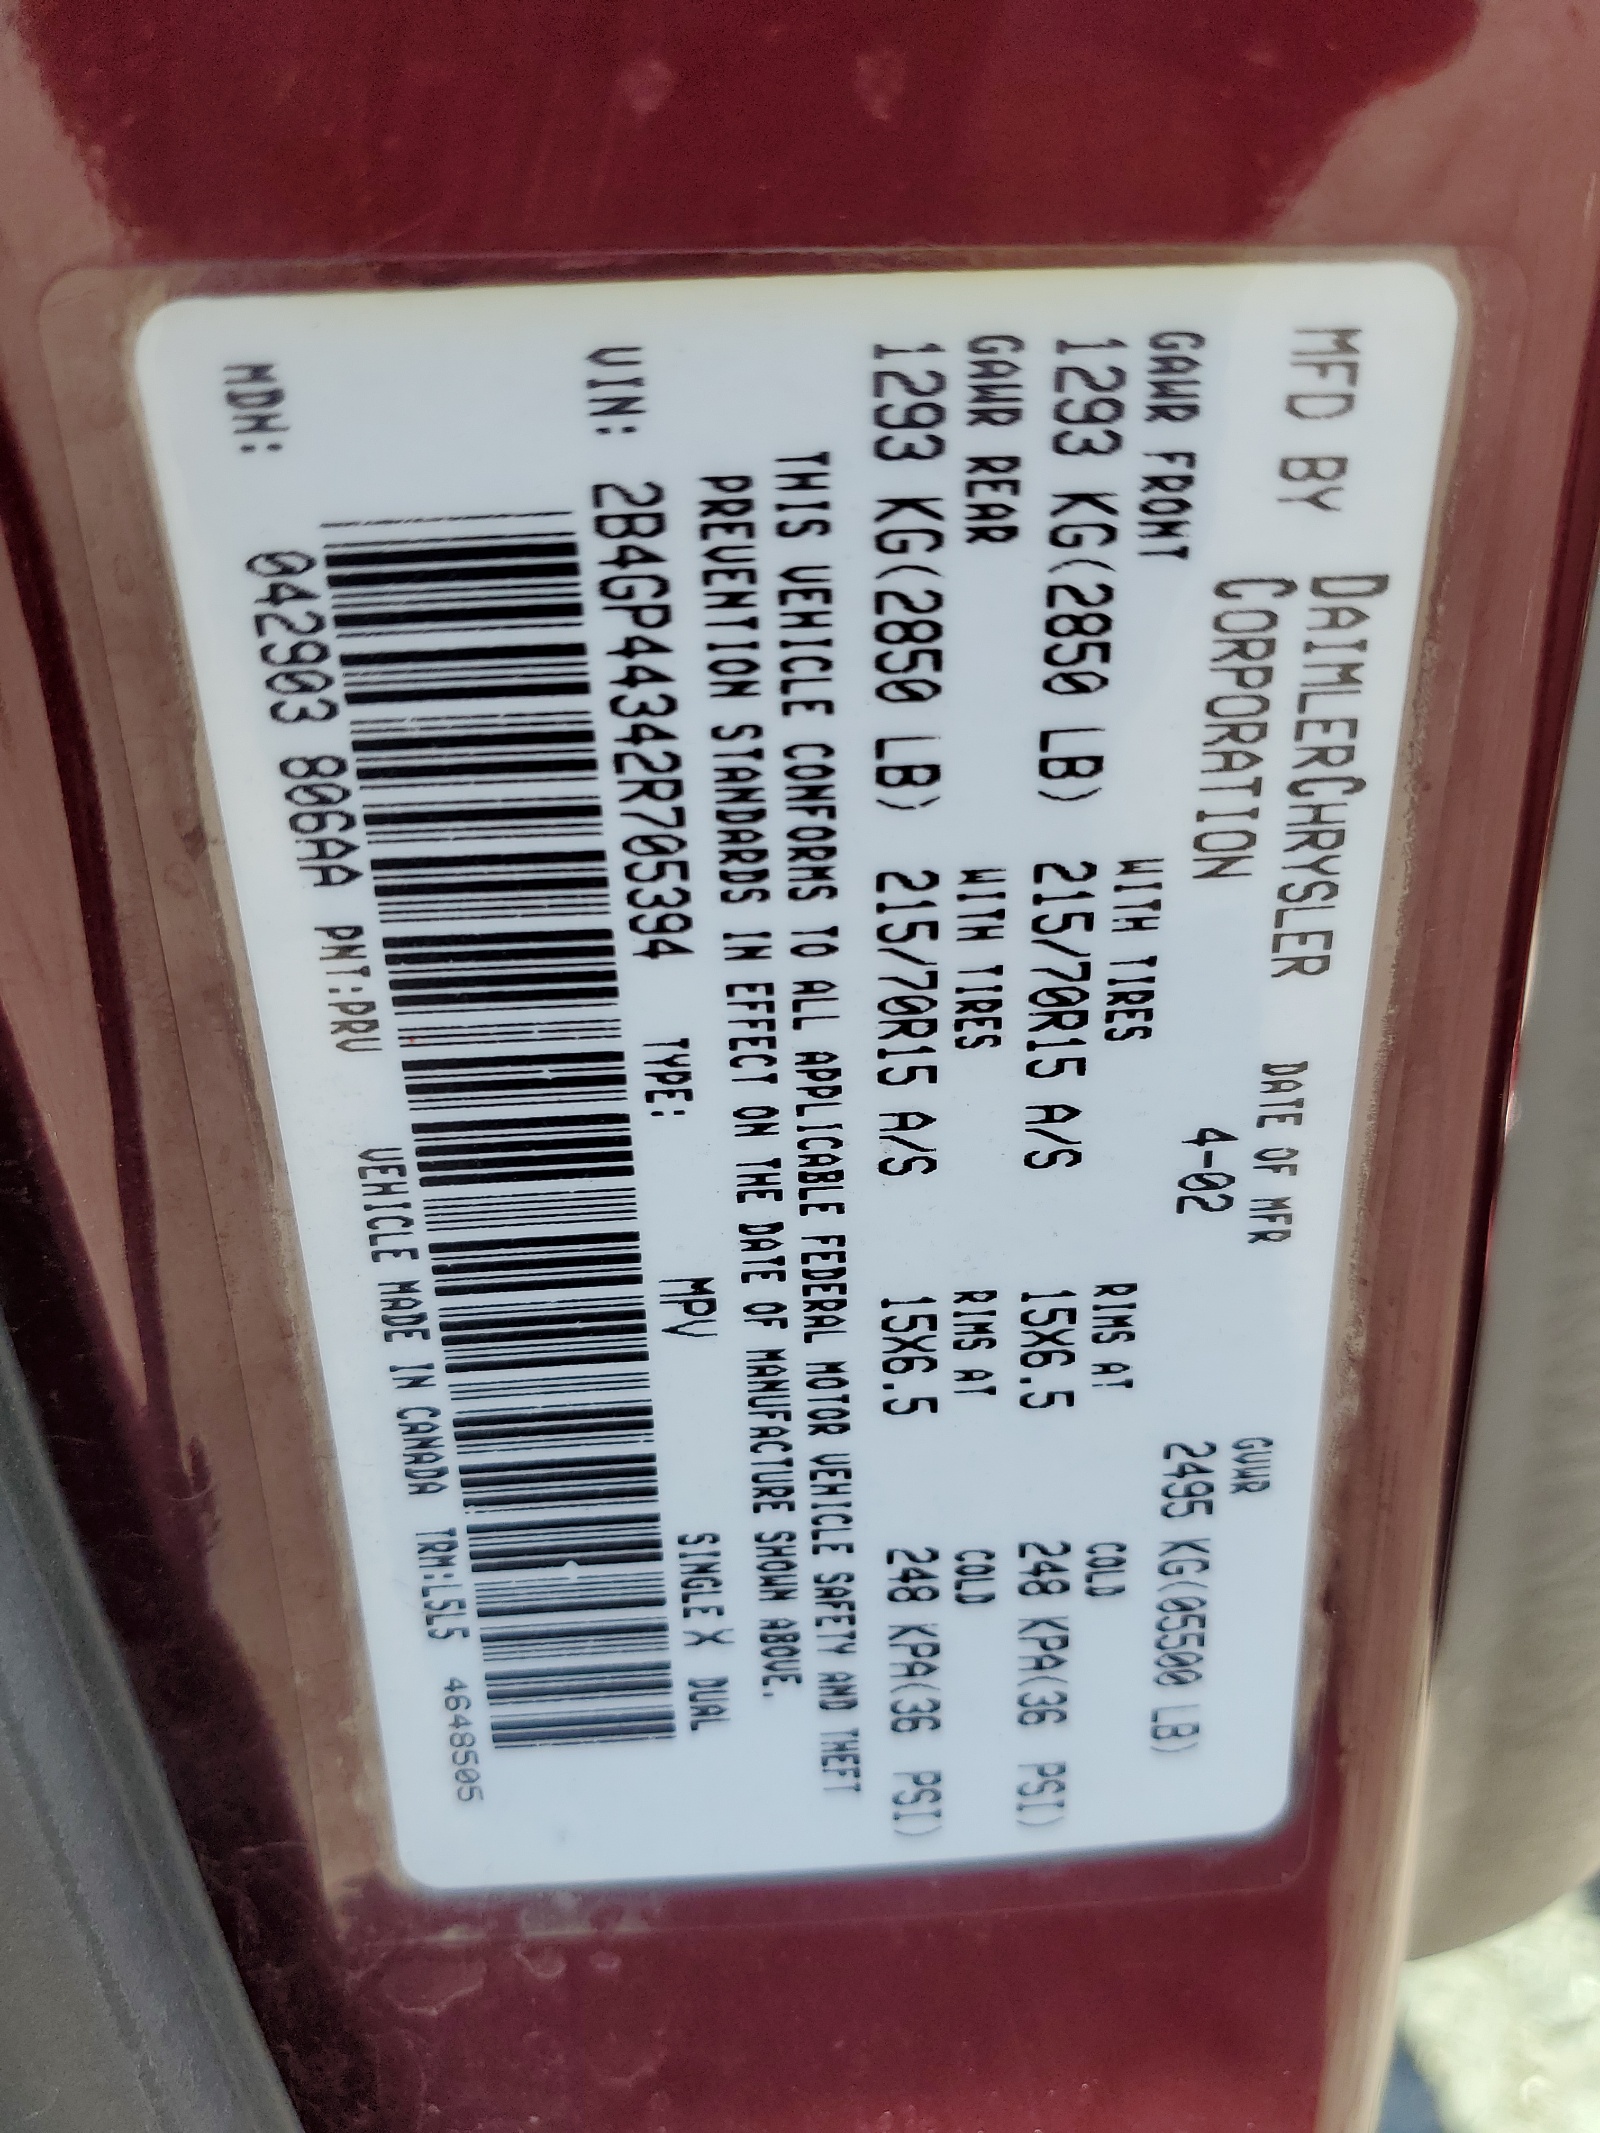 MFD BY DAIMLERCHRYSLER DATE OF MFR GVWR
CORPORATION 4-02 2495 KG(05500 LB)
GAWR FRONT WITH TIRES RIMS AT COLD
1293 KG(2850 LB) 215/70R15 A/S 15X6.5 248 KPA(36 PSI)
GAWR REAR WITH TIRES RIMS AT COLD
1293 KG(2850 LB) 215/70R15 A/S 15X6.5 248 KPA(36 PSI)
THIS VEHICLE CONFORMS TO ALL APPLICABLE FEDERAL MOTOR VEHICLE SAFETY AND THEFT
PREVENTION STANDARDS IN EFFECT ON THE DATE OF MANUFACTURE SHOWN ABOVE.
VIN: 2B4GP44342R705394 TYPE: MPV SINGLE X DUAL
MDH: 042903 806AA PNT:PRV VEHICLE MADE IN CANADA TRM:L5L5 4648505